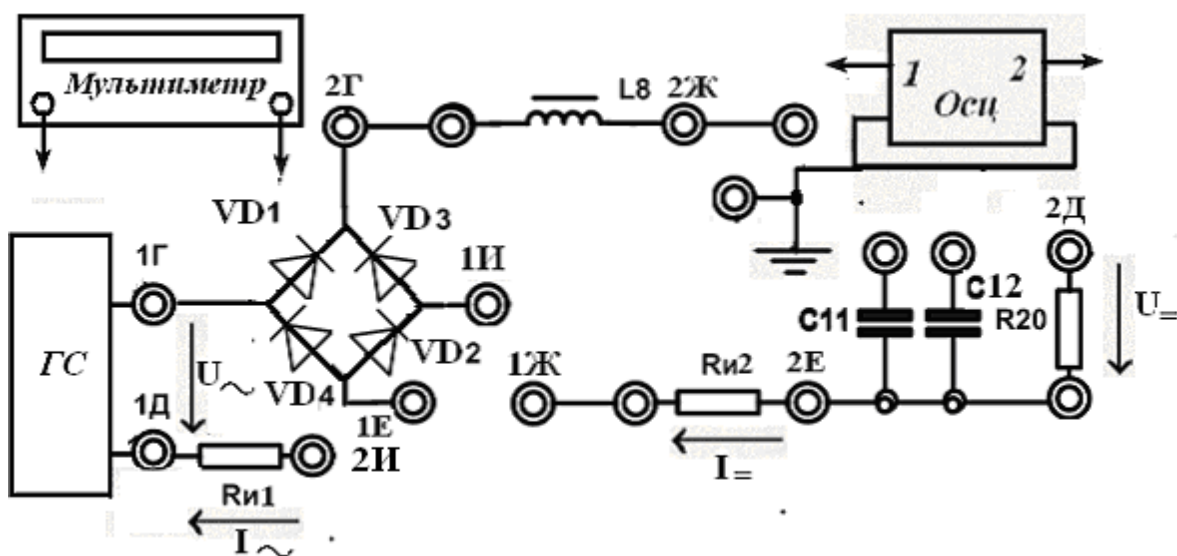 Мультиметр
2Г
L8
2Ж
1
2
Осц
VD1
VD3
2Д
1Г
1И
C12
C11
R20
U=
ГС
U~
VD2
VD4
1Ж
Rи2
2Е
1Д
1Е
2И
I=
Rи1
I~